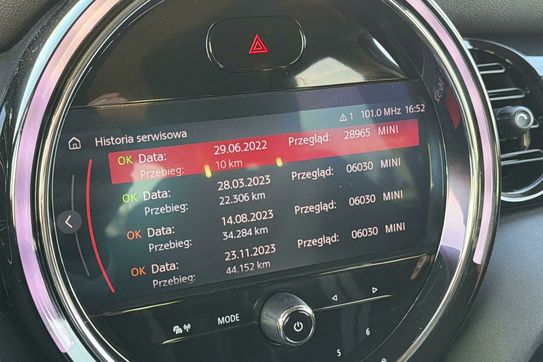 ⚠1 101.0 MHz 16:52
Historia serwisowa
OK Data: 29.06.2022 Przegląd: 28965 MINI
Przebieg: 10 km
OK Data: 28.03.2023 Przegląd: 06030 MINI
Przebieg: 22.306 km
OK Data: 14.08.2023 Przegląd: 06030 MINI
Przebieg: 34.284 km
OK Data: 23.11.2023 Przegląd: 06030 MINI
Przebieg: 44.152 km
MODE
5 6